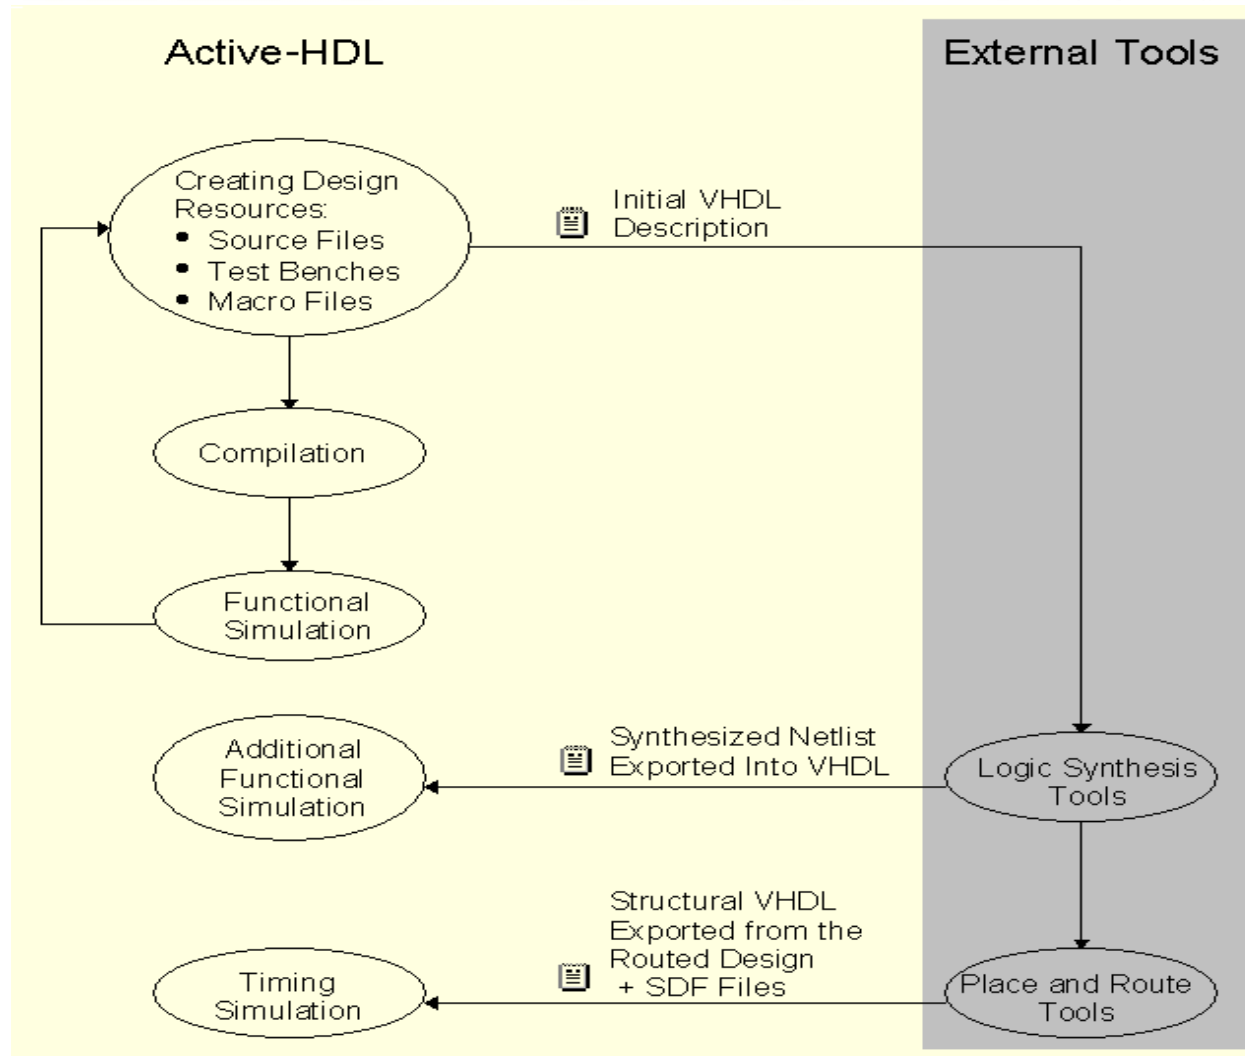 Active-HDL
External Tools
Creating Design
Resources:
• Source Files
• Test Benches
• Macro Files
Initial VHDL
Description
Compilation
Functional
Simulation
Additional
Functional
Simulation
Synthesized Netlist
Exported Into VHDL
Logic Synthesis
Tools
Structural VHDL
Exported from the
Routed Design
+ SDF Files
Timing
Simulation
Place and Route
Tools